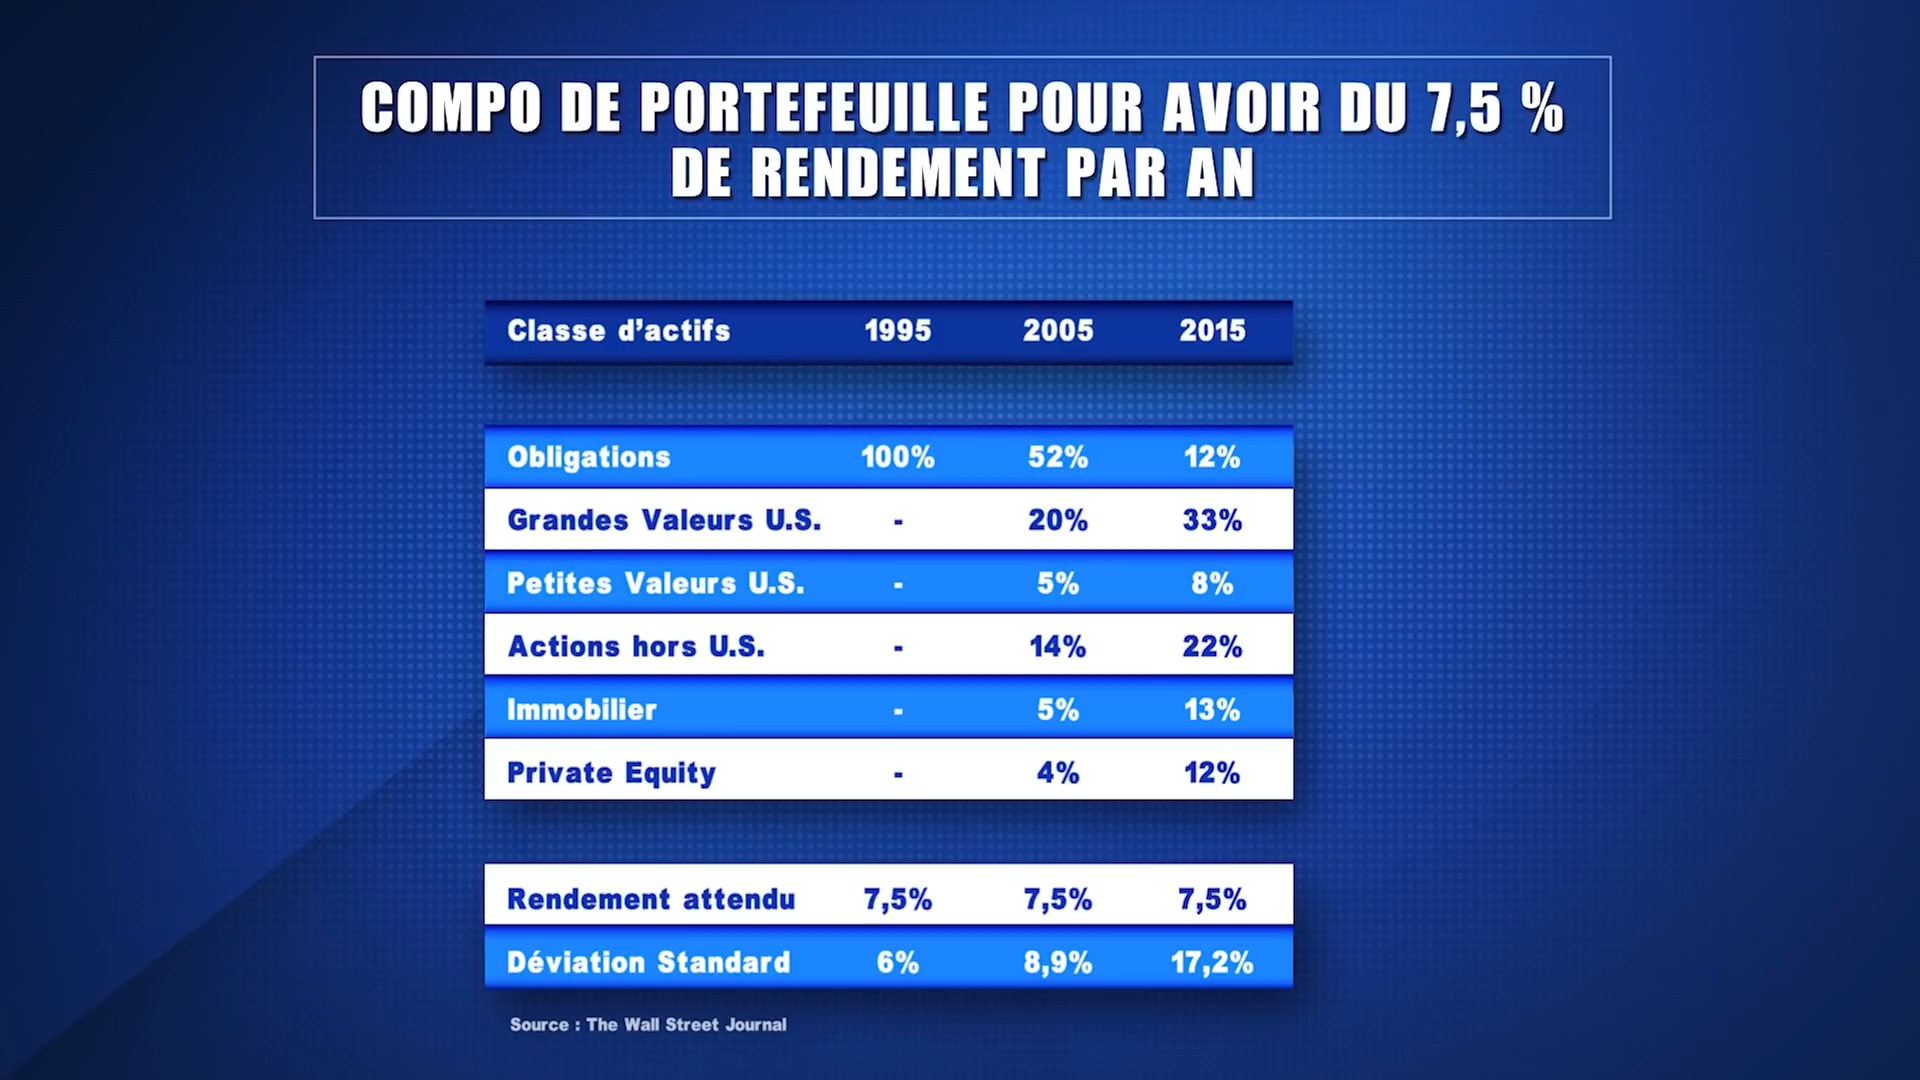 COMPO DE PORTEFEUILLE POUR AVOIR DU 7,5 %
DE RENDEMENT PAR AN
Classe d’actifs 1995 2005 2015
Obligations 100% 52% 12%
Grandes Valeurs U.S. - 20% 33%
Petites Valeurs U.S. - 5% 8%
Actions hors U.S. - 14% 22%
Immobilier - 5% 13%
Private Equity - 4% 12%
Rendement attendu 7,5% 7,5% 7,5%
Déviation Standard 6% 8,9% 17,2%
Source : The Wall Street Journal